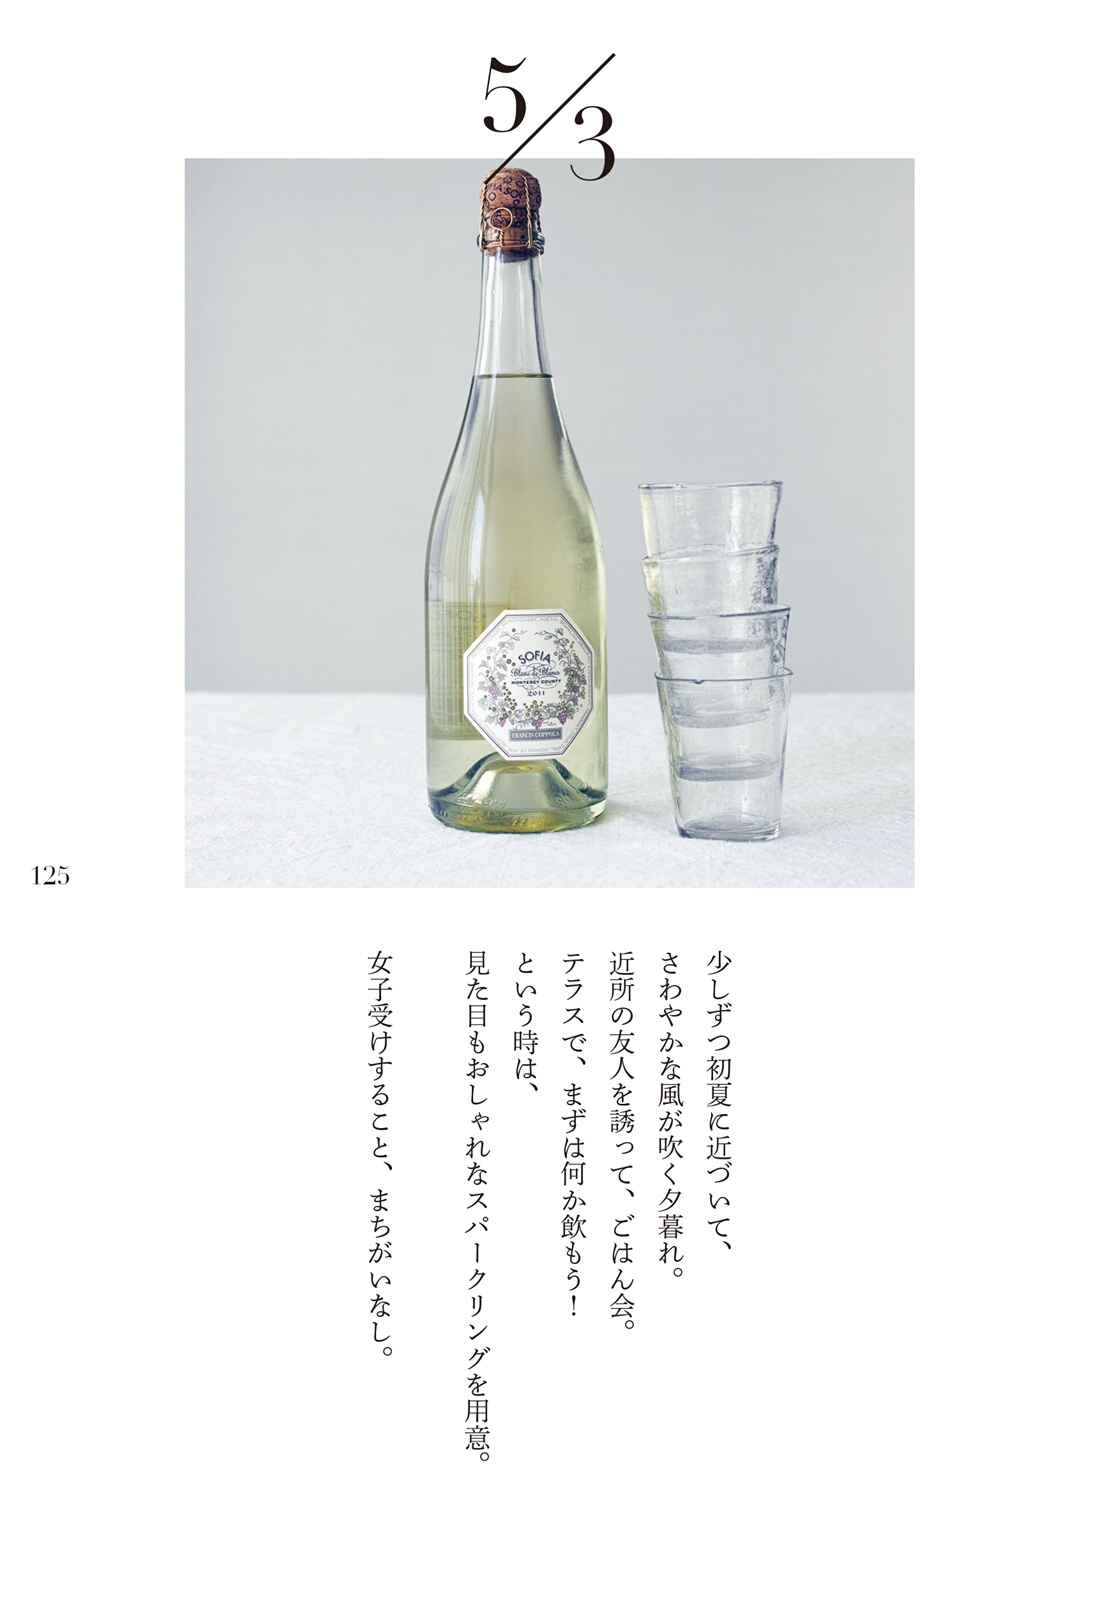 5/3
SOFIA
Blanc de Blancs
MONTEREY COUNTY
2011
FRANCIS COPPOLA
少しずつ初夏に近づいて、
さわやかな風が吹く夕暮れ。
近所の友人を誘って、ごはん会。
テラスで、まずは何か飲もう！
という時は、
見た目もおしゃれなスパークリングを用意。
女子受けすること、まちがいなし。
125